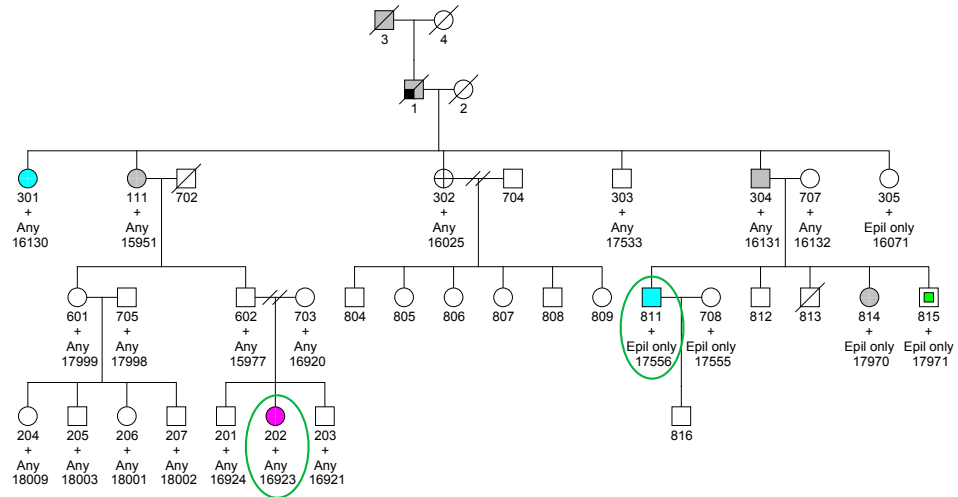 3 4
1 2
301 111 702 302 704 303 304 707 305
+ + + + + + +
Any Any Any Any Any Any Epil only
16130 15951 16025 17533 16131 16132 16071
601 705 602 703 804 805 806 807 808 809 811 708 812 813 814 815
+ + + + + + + +
Any Any Any Any Epil only Epil only Epil only Epil only
17999 17998 15977 16920 17556 17555 17970 17971
204 205 206 207 201 202 203 816
+ + + + + + +
Any Any Any Any Any Any Any
18009 18003 18001 18002 16924 16923 16921